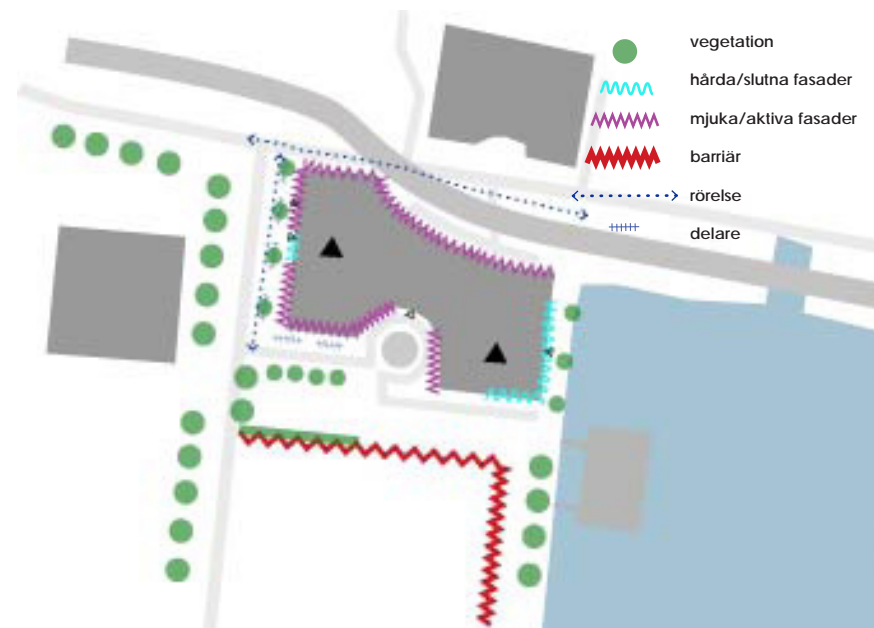 vegetation
hårda/slutna fasader
mjuka/aktiva fasader
barriär
rörelse
delare